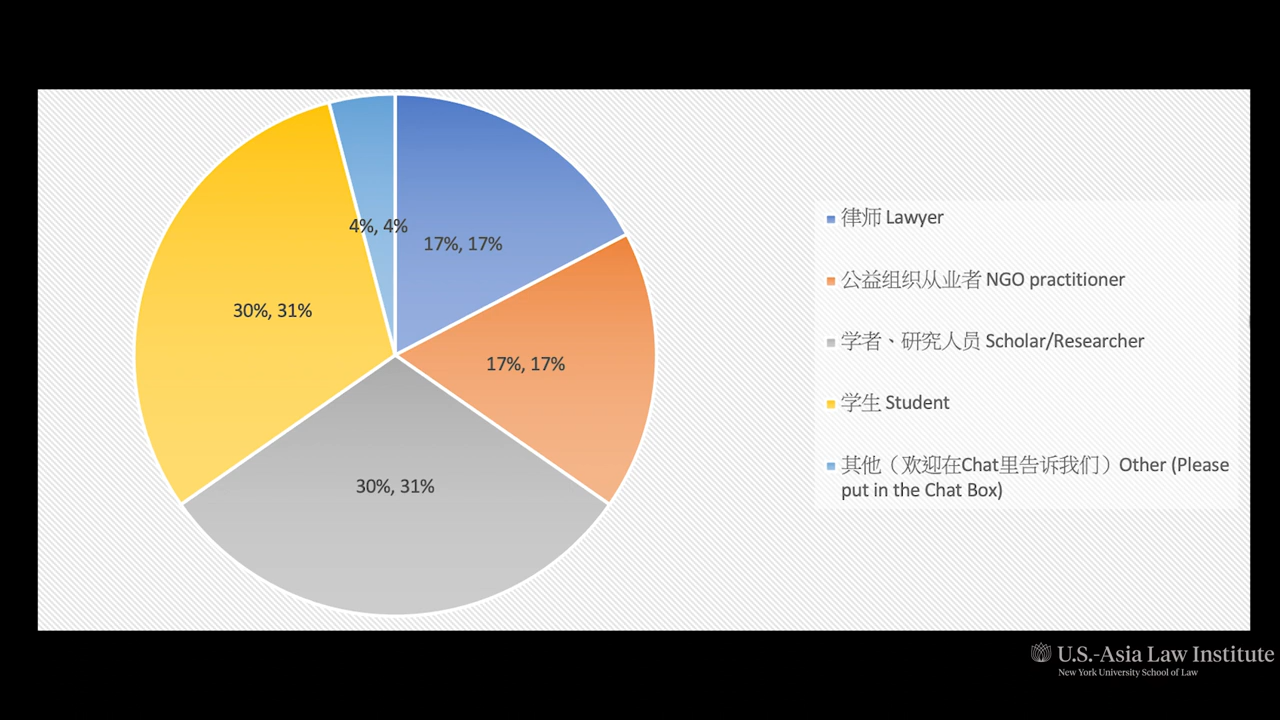 4%, 4%
17%, 17%
30%, 31%
17%, 17%
30%, 31%
律师 Lawyer
公益组织从业者 NGO practitioner
学者、研究人员 Scholar/Researcher
学生 Student
其他（欢迎在Chat里告诉我们）Other (Please
put in the Chat Box)
U.S.-Asia Law Institute
New York University School of Law